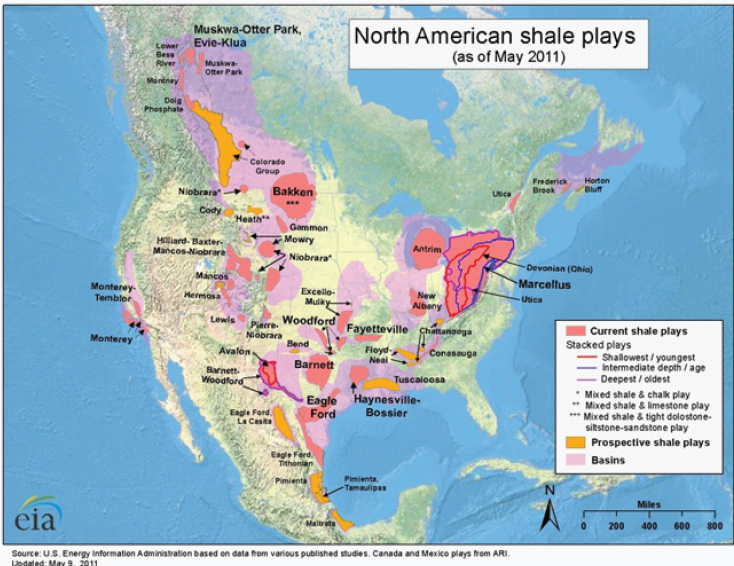 North American shale plays
(as of May 2011)
Muskwa-Otter Park,
Evie-Klua
Lower
Besa
River
Muskwa-
Otter Park
Montney
Doig
Phosphate
Colorado
Group
Niobrara*
Bakken
***
Cody
Heath**
Gammon
Mowry
Hilliard- Baxter-
Mancos-Niobrara
Niobrara*
Mancos
Hermosa
Monterey-
Temblor
Monterey
Lewis
Pierre-
Niobrara
Excello-
Mulky
Woodford
Fayetteville
Bend
Avalon
Barnett-
Woodford
Barnett
Eagle
Ford
Haynesville-
Bossier
Tuscaloosa
Floyd-
Neal
Conasauga
Chattanooga
New
Albany
Antrim
Devonian (Ohio)
Marcellus
Utica
Utica
Frederick
Brook
Horton
Bluff
Eagle Ford,
La Casita
Eagle Ford,
Tithonian
Pimienta
Pimienta,
Tamaulipas
Maltrata
Current shale plays
Stacked plays
Shallowest / youngest
Intermediate depth / age
Deepest / oldest
* Mixed shale & chalk play
** Mixed shale & limestone play
*** Mixed shale & tight dolostone-
siltstone-sandstone play
Prospective shale plays
Basins
N
Miles
0 200 400 600 800
eia
Source: U.S. Energy Information Administration based on data from various published studies. Canada and Mexico plays from ARI.
Updated: May 9, 2011